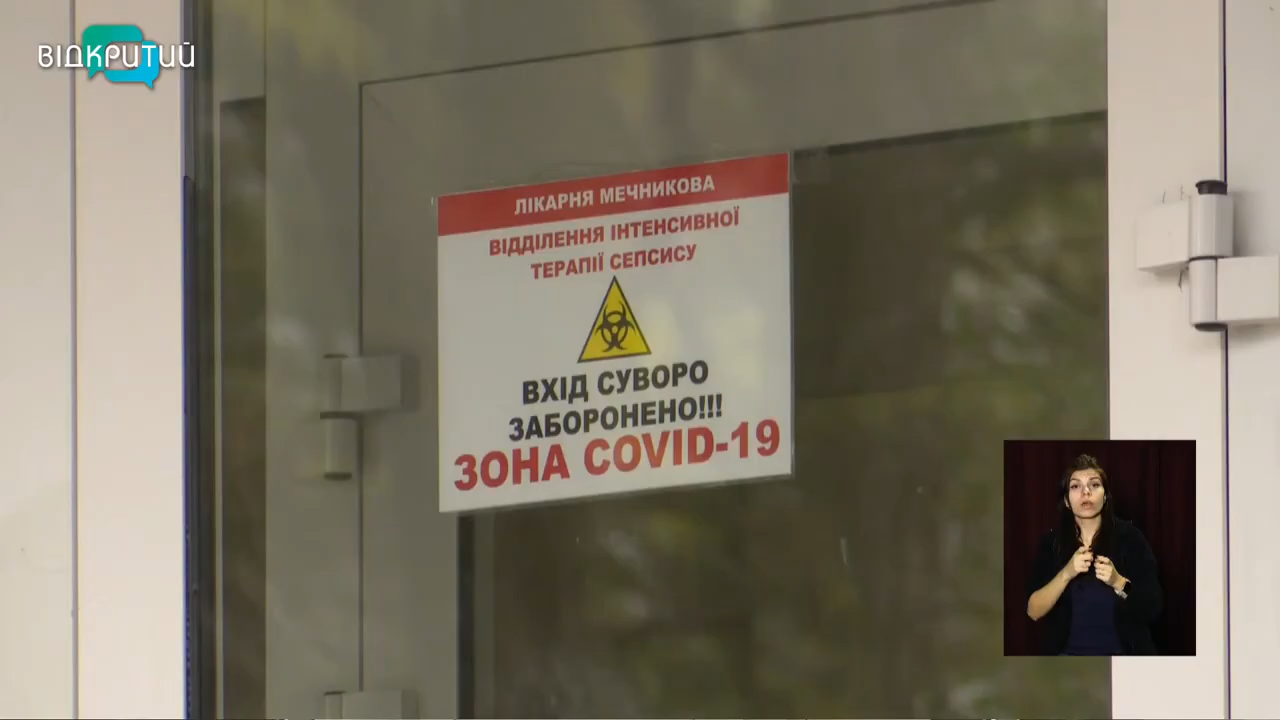 ВІДКРИТИЙ
ЛІКАРНЯ МЕЧНИКОВА
ВІДДІЛЕННЯ ІНТЕНСИВНОЇ
ТЕРАПІЇ СЕПСИСУ
ВХІД СУВОРО
ЗАБОРОНЕНО!!!
ЗОНА COVID-19